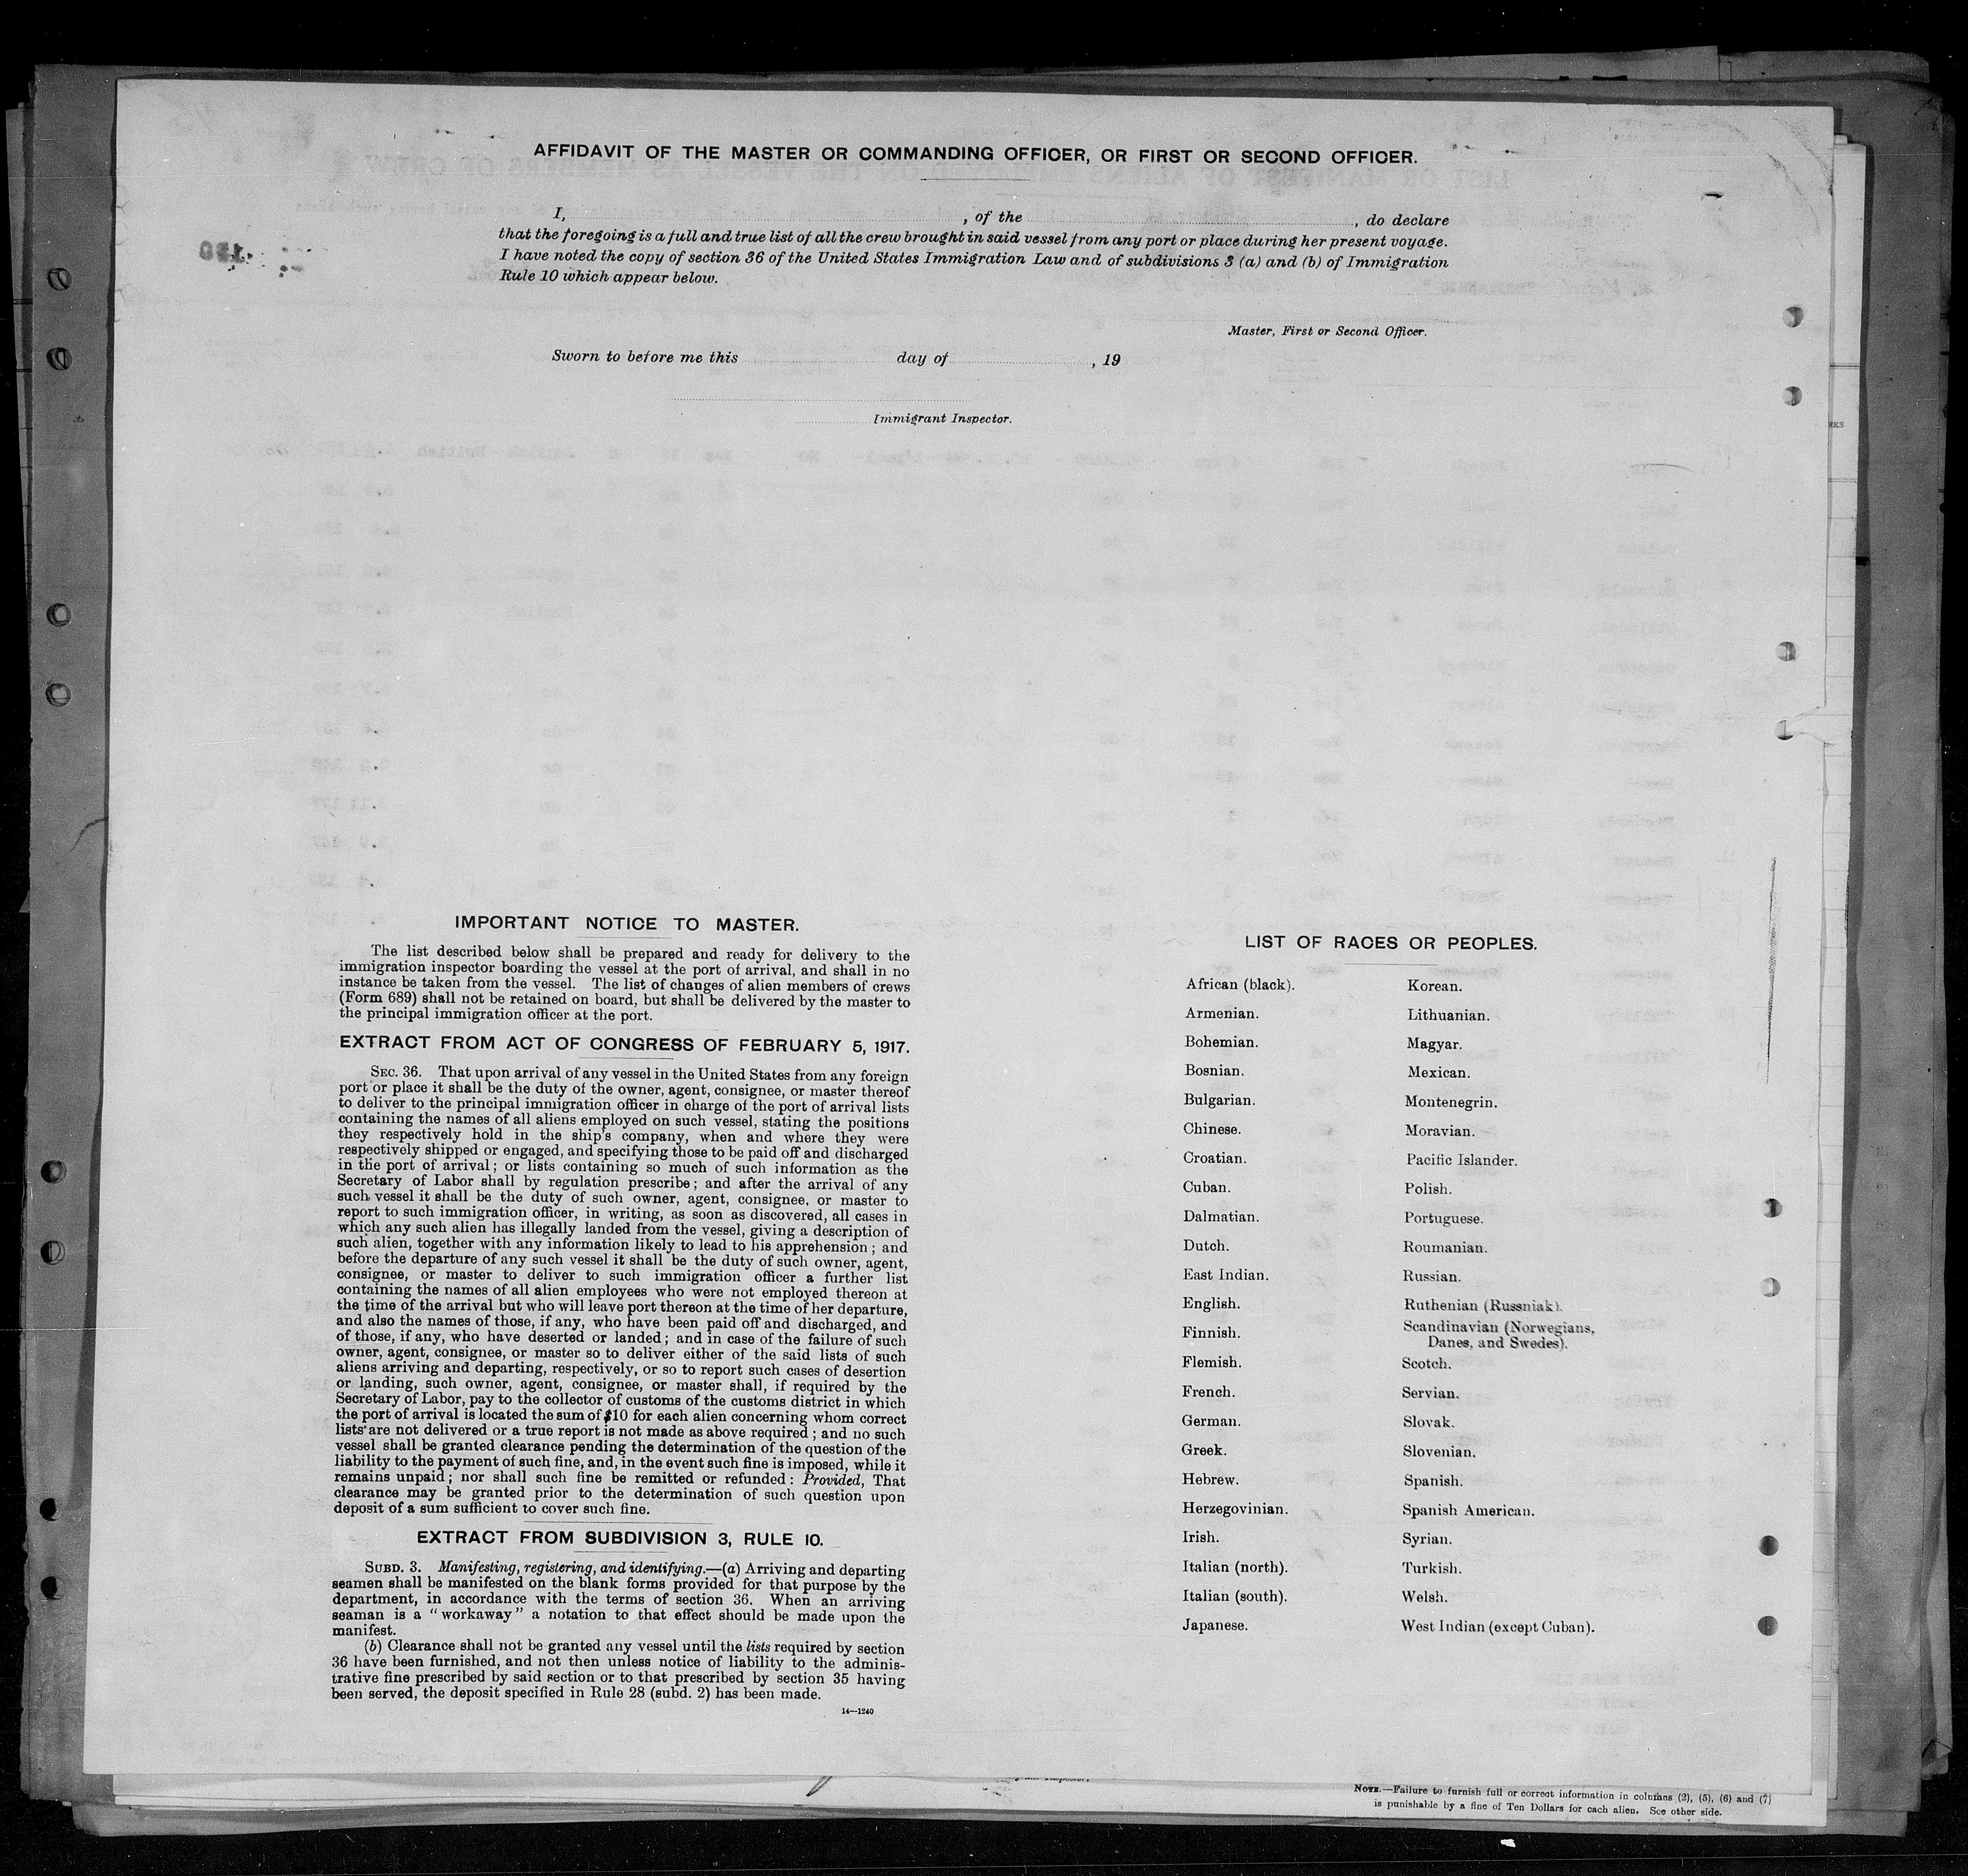 AFFIDAVIT OF THE MASTER OR COMMANDING OFFICER, OR FIRST OR SECOND OFFICER.
I, , of the , do declare
that the foregoing is a full and true list of all the crew brought in said vessel from any port or place during her present voyage.
I have noted the copy of section 36 of the United States Immigration Law and of subdivisions 3 (a) and (b) of Immigration
Rule 10 which appear below.
Master, First or Second Officer.
Sworn to before me this day of , 19
Immigrant Inspector.
IMPORTANT NOTICE TO MASTER.
The list described below shall be prepared and ready for delivery to the
immigration inspector boarding the vessel at the port of arrival, and shall in no
instance be taken from the vessel. The list of changes of alien members of crews
(Form 689) shall not be retained on board, but shall be delivered by the master to
the principal immigration officer at the port.
EXTRACT FROM ACT OF CONGRESS OF FEBRUARY 5, 1917.
SEC. 36. That upon arrival of any vessel in the United States from any foreign
port or place it shall be the duty of the owner, agent, consignee, or master thereof
to deliver to the principal immigration officer in charge of the port of arrival lists
containing the names of all aliens employed on such vessel, stating the positions
they respectively hold in the ship's company, when and where they were
respectively shipped or engaged, and specifying those to be paid off and discharged
in the port of arrival; or lists containing so much of such information as the
Secretary of Labor shall by regulation prescribe; and after the arrival of any
such vessel it shall be the duty of such owner, agent, consignee, or master to
report to such immigration officer, in writing, as soon as discovered, all cases in
which any such alien has illegally landed from the vessel, giving a description of
such alien, together with any information likely to lead to his apprehension; and
before the departure of any such vessel it shall be the duty of such owner, agent,
consignee, or master to deliver to such immigration officer a further list
containing the names of all alien employees who were not employed thereon at
the time of the arrival but who will leave port thereon at the time of her departure,
and also the names of those, if any, who have been paid off and discharged, and
of those, if any, who have deserted or landed; and in case of the failure of such
owner, agent, consignee, or master so to deliver either of the said lists of such
aliens arriving and departing, respectively, or so to report such cases of desertion
or landing, such owner, agent, consignee, or master shall, if required by the
Secretary of Labor, pay to the collector of customs of the customs district in which
the port of arrival is located the sum of $10 for each alien concerning whom correct
lists are not delivered or a true report is not made as above required; and no such
vessel shall be granted clearance pending the determination of the question of the
liability to the payment of such fine, and, in the event such fine is imposed, while it
remains unpaid; nor shall such fine be remitted or refunded: Provided, That
clearance may be granted prior to the determination of such question upon
deposit of a sum sufficient to cover such fine.
EXTRACT FROM SUBDIVISION 3, RULE 10.
SUBD. 3. Manifesting, registering, and identifying.—(a) Arriving and departing
seamen shall be manifested on the blank forms provided for that purpose by the
department, in accordance with the terms of section 36. When an arriving
seaman is a "workaway" a notation to that effect should be made upon the
manifest.
(b) Clearance shall not be granted any vessel until the lists required by section
36 have been furnished, and not then unless notice of liability to the adminis-
trative fine prescribed by said section or to that prescribed by section 35 having
been served, the deposit specified in Rule 28 (subd. 2) has been made.
14—1240
LIST OF RACES OR PEOPLES.
African (black).
Armenian.
Bohemian.
Bosnian.
Bulgarian.
Chinese.
Croatian.
Cuban.
Dalmatian.
Dutch.
East Indian.
English.
Finnish.
Flemish.
French.
German.
Greek.
Hebrew.
Herzegovinian.
Irish.
Italian (north).
Italian (south).
Japanese.
Korean.
Lithuanian.
Magyar.
Mexican.
Montenegrin.
Moravian.
Pacific Islander.
Polish.
Portuguese.
Roumanian.
Russian.
Ruthenian (Russniak).
Scandinavian (Norwegians,
Danes, and Swedes).
Scotch.
Servian.
Slovak.
Slovenian.
Spanish.
Spanish American.
Syrian.
Turkish.
Welsh.
West Indian (except Cuban).
NOTE.—Failure to furnish full or correct information in columns (2), (5), (6) and (7)
is punishable by a fine of Ten Dollars for each alien. See other side.